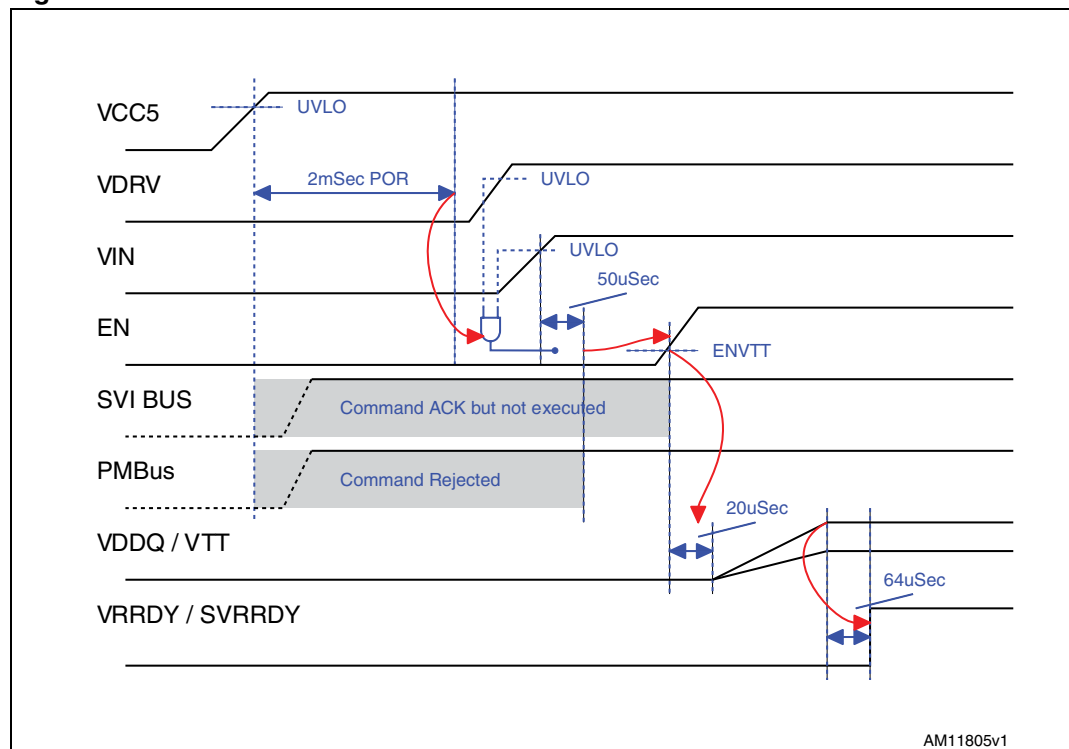 VCC5
UVLO
VDRV
2mSec POR
UVLO
VIN
UVLO
50uSec
EN
ENVTT
SVI BUS
Command ACK but not executed
PMBus
Command Rejected
20uSec
VDDQ / VTT
64uSec
VRRDY / SVRRDY
AM11805v1